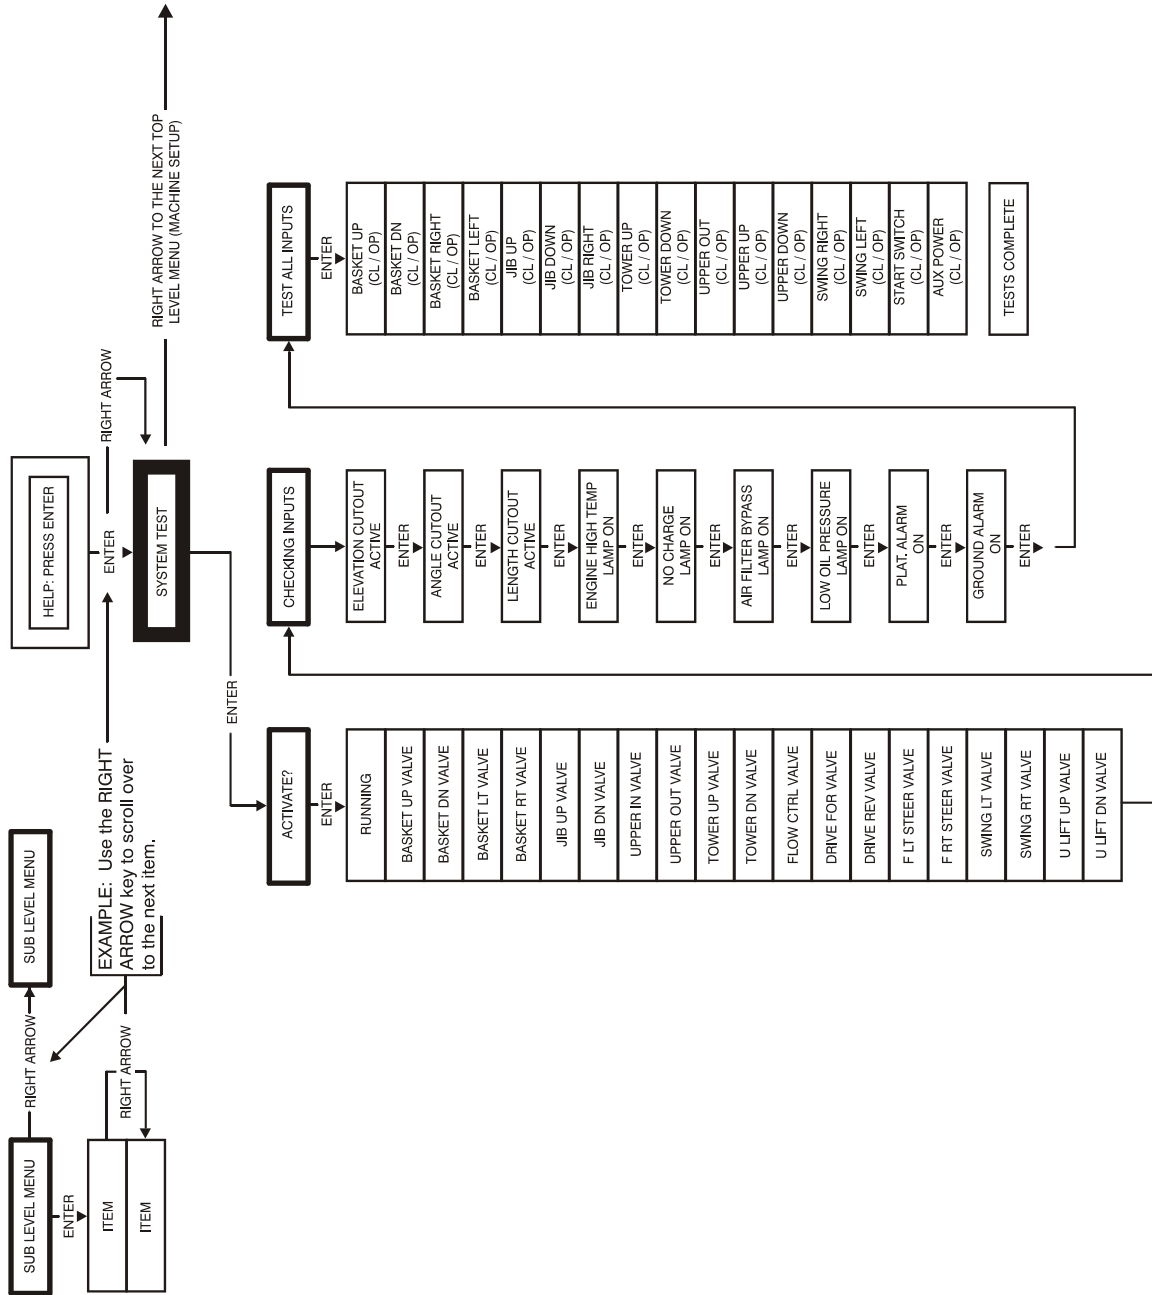 SUB LEVEL MENU
RIGHT ARROW
SUB LEVEL MENU
ENTER
ITEM
ITEM
RIGHT ARROW
EXAMPLE: Use the RIGHT
ARROW key to scroll over
to the next item.
HELP: PRESS ENTER
ENTER
RIGHT ARROW
SYSTEM TEST
RIGHT ARROW TO THE NEXT TOP
LEVEL MENU (MACHINE SETUP)
ENTER
ACTIVATE?
ENTER
RUNNING
BASKET UP VALVE
BASKET DN VALVE
BASKET LT VALVE
BASKET RT VALVE
JIB UP VALVE
JIB DN VALVE
UPPER IN VALVE
UPPER OUT VALVE
TOWER UP VALVE
TOWER DN VALVE
FLOW CTRL VALVE
DRIVE FOR VALVE
DRIVE REV VALVE
F LT STEER VALVE
F RT STEER VALVE
SWING LT VALVE
SWING RT VALVE
U LIFT UP VALVE
U LIFT DN VALVE
CHECKING INPUTS
ELEVATION CUTOUT
ACTIVE
ENTER
ANGLE CUTOUT
ACTIVE
ENTER
LENGTH CUTOUT
ACTIVE
ENTER
ENGINE HIGH TEMP
LAMP ON
ENTER
NO CHARGE
LAMP ON
ENTER
AIR FILTER BYPASS
LAMP ON
ENTER
LOW OIL PRESSURE
LAMP ON
ENTER
PLAT. ALARM
ON
ENTER
GROUND ALARM
ON
ENTER
TEST ALL INPUTS
ENTER
BASKET UP
(CL / OP)
BASKET DN
(CL / OP)
BASKET RIGHT
(CL / OP)
BASKET LEFT
(CL / OP)
JIB UP
(CL / OP)
JIB DOWN
(CL / OP)
JIB RIGHT
(CL / OP)
TOWER UP
(CL / OP)
TOWER DOWN
(CL / OP)
UPPER OUT
(CL / OP)
UPPER UP
(CL / OP)
UPPER DOWN
(CL / OP)
SWING RIGHT
(CL / OP)
SWING LEFT
(CL / OP)
START SWITCH
(CL / OP)
AUX POWER
(CL / OP)
TESTS COMPLETE